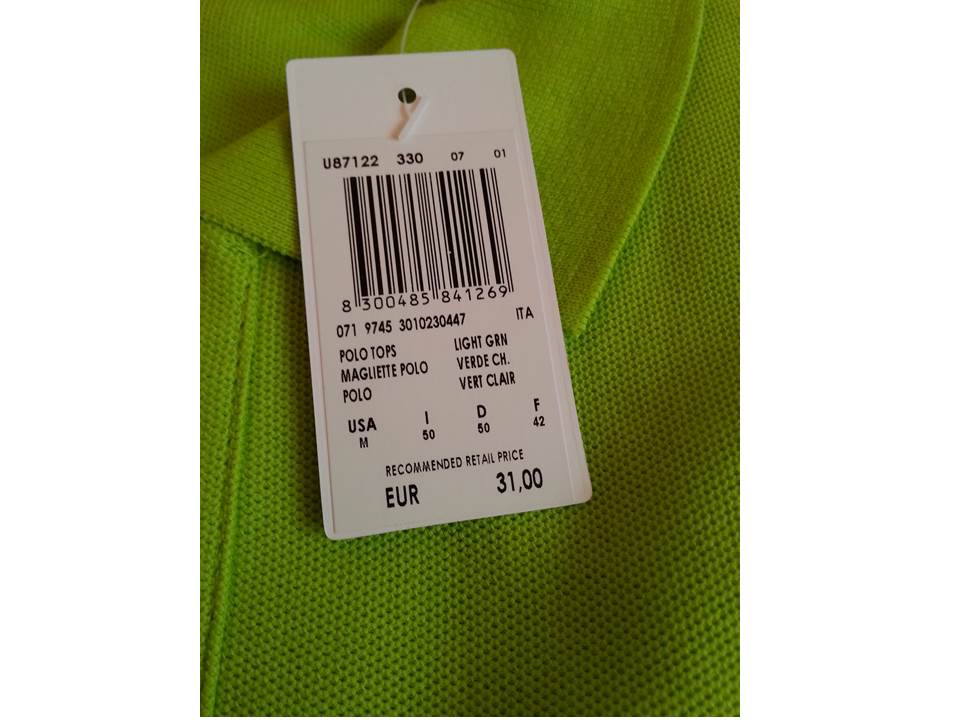 U87122 330 07 01
8 300485 841269
071 9745 3010230447 ITA
POLO TOPS LIGHT GRN
MAGLIETTE POLO VERDE CH.
POLO VERT CLAIR
USA I D F
M 50 50 42
RECOMMENDED RETAIL PRICE
EUR 31,00